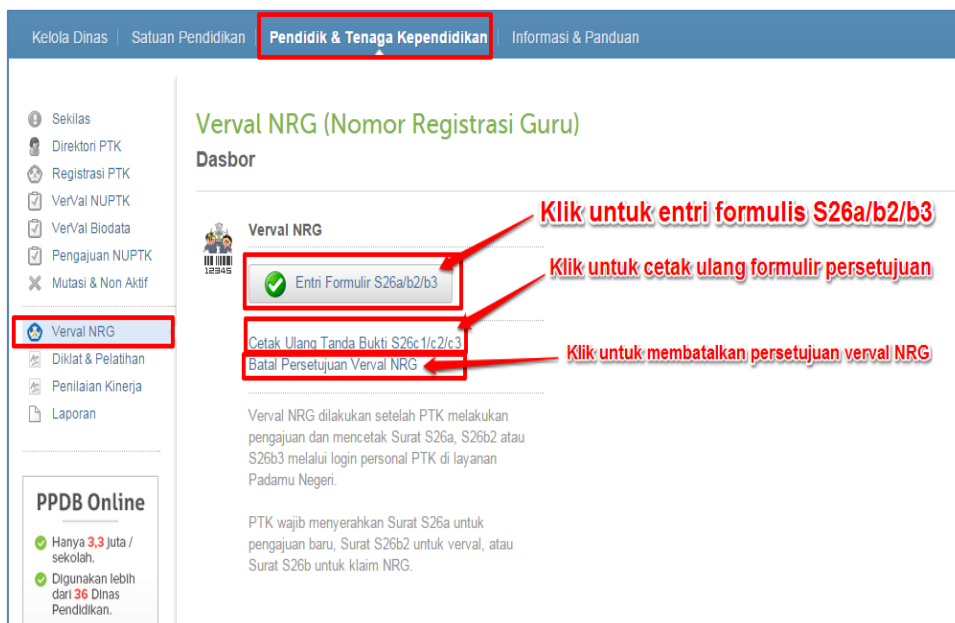 Kelola Dinas | Satuan Pendidikan | Pendidik & Tenaga Kependidikan | Informasi & Panduan
Sekilas
Direktori PTK
Registrasi PTK
VerVal NUPTK
VerVal Biodata
Pengajuan NUPTK
Mutasi & Non Aktif
Verval NRG
Diklat & Pelatihan
Penilaian Kinerja
Laporan
PPDB Online
Hanya 3,3 juta /
sekolah.
Digunakan lebih
dari 36 Dinas
Pendidikan.
Verval NRG (Nomor Registrasi Guru)
Dasbor
12345
Verval NRG
Entri Formulir S26a/b2/b3
Cetak Ulang Tanda Bukti S26c1/c2/c3
Batal Persetujuan Verval NRG
Klik untuk entri formulis S26a/b2/b3
Klik untuk cetak ulang formulir persetujuan
Klik untuk membatalkan persetujuan verval NRG
Verval NRG dilakukan setelah PTK melakukan
pengajuan dan mencetak Surat S26a, S26b2 atau
S26b3 melalui login personal PTK di layanan
Padamu Negeri.
PTK wajib menyerahkan Surat S26a untuk
pengajuan baru, Surat S26b2 untuk verval, atau
Surat S26b untuk klaim NRG.